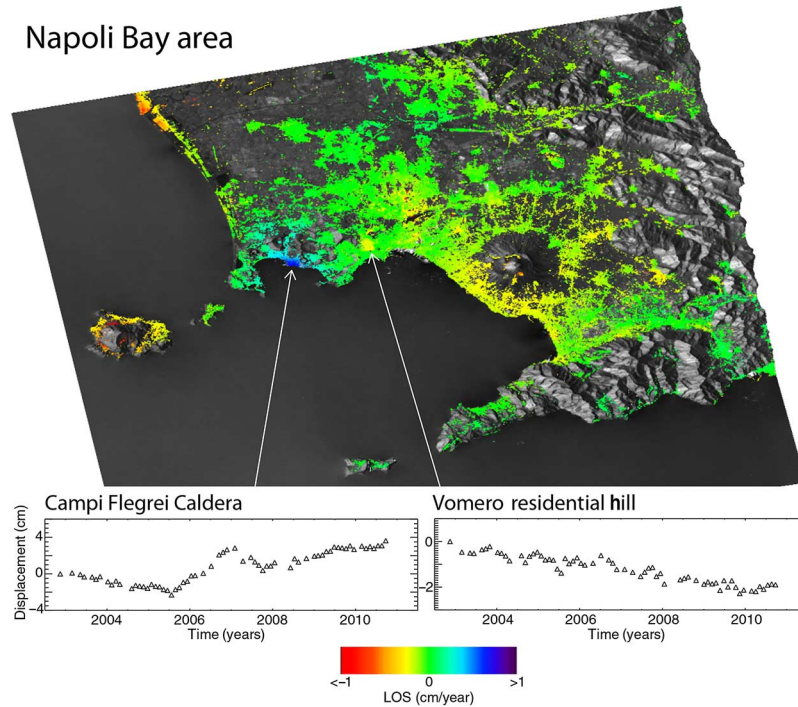 Napoli Bay area
Campi Flegrei Caldera
Vomero residential hill
Displacement (cm)
4
0
−4
2004 2006 2008 2010
Time (years)
0
−2
2004 2006 2008 2010
Time (years)
<−1 0 >1
LOS (cm/year)